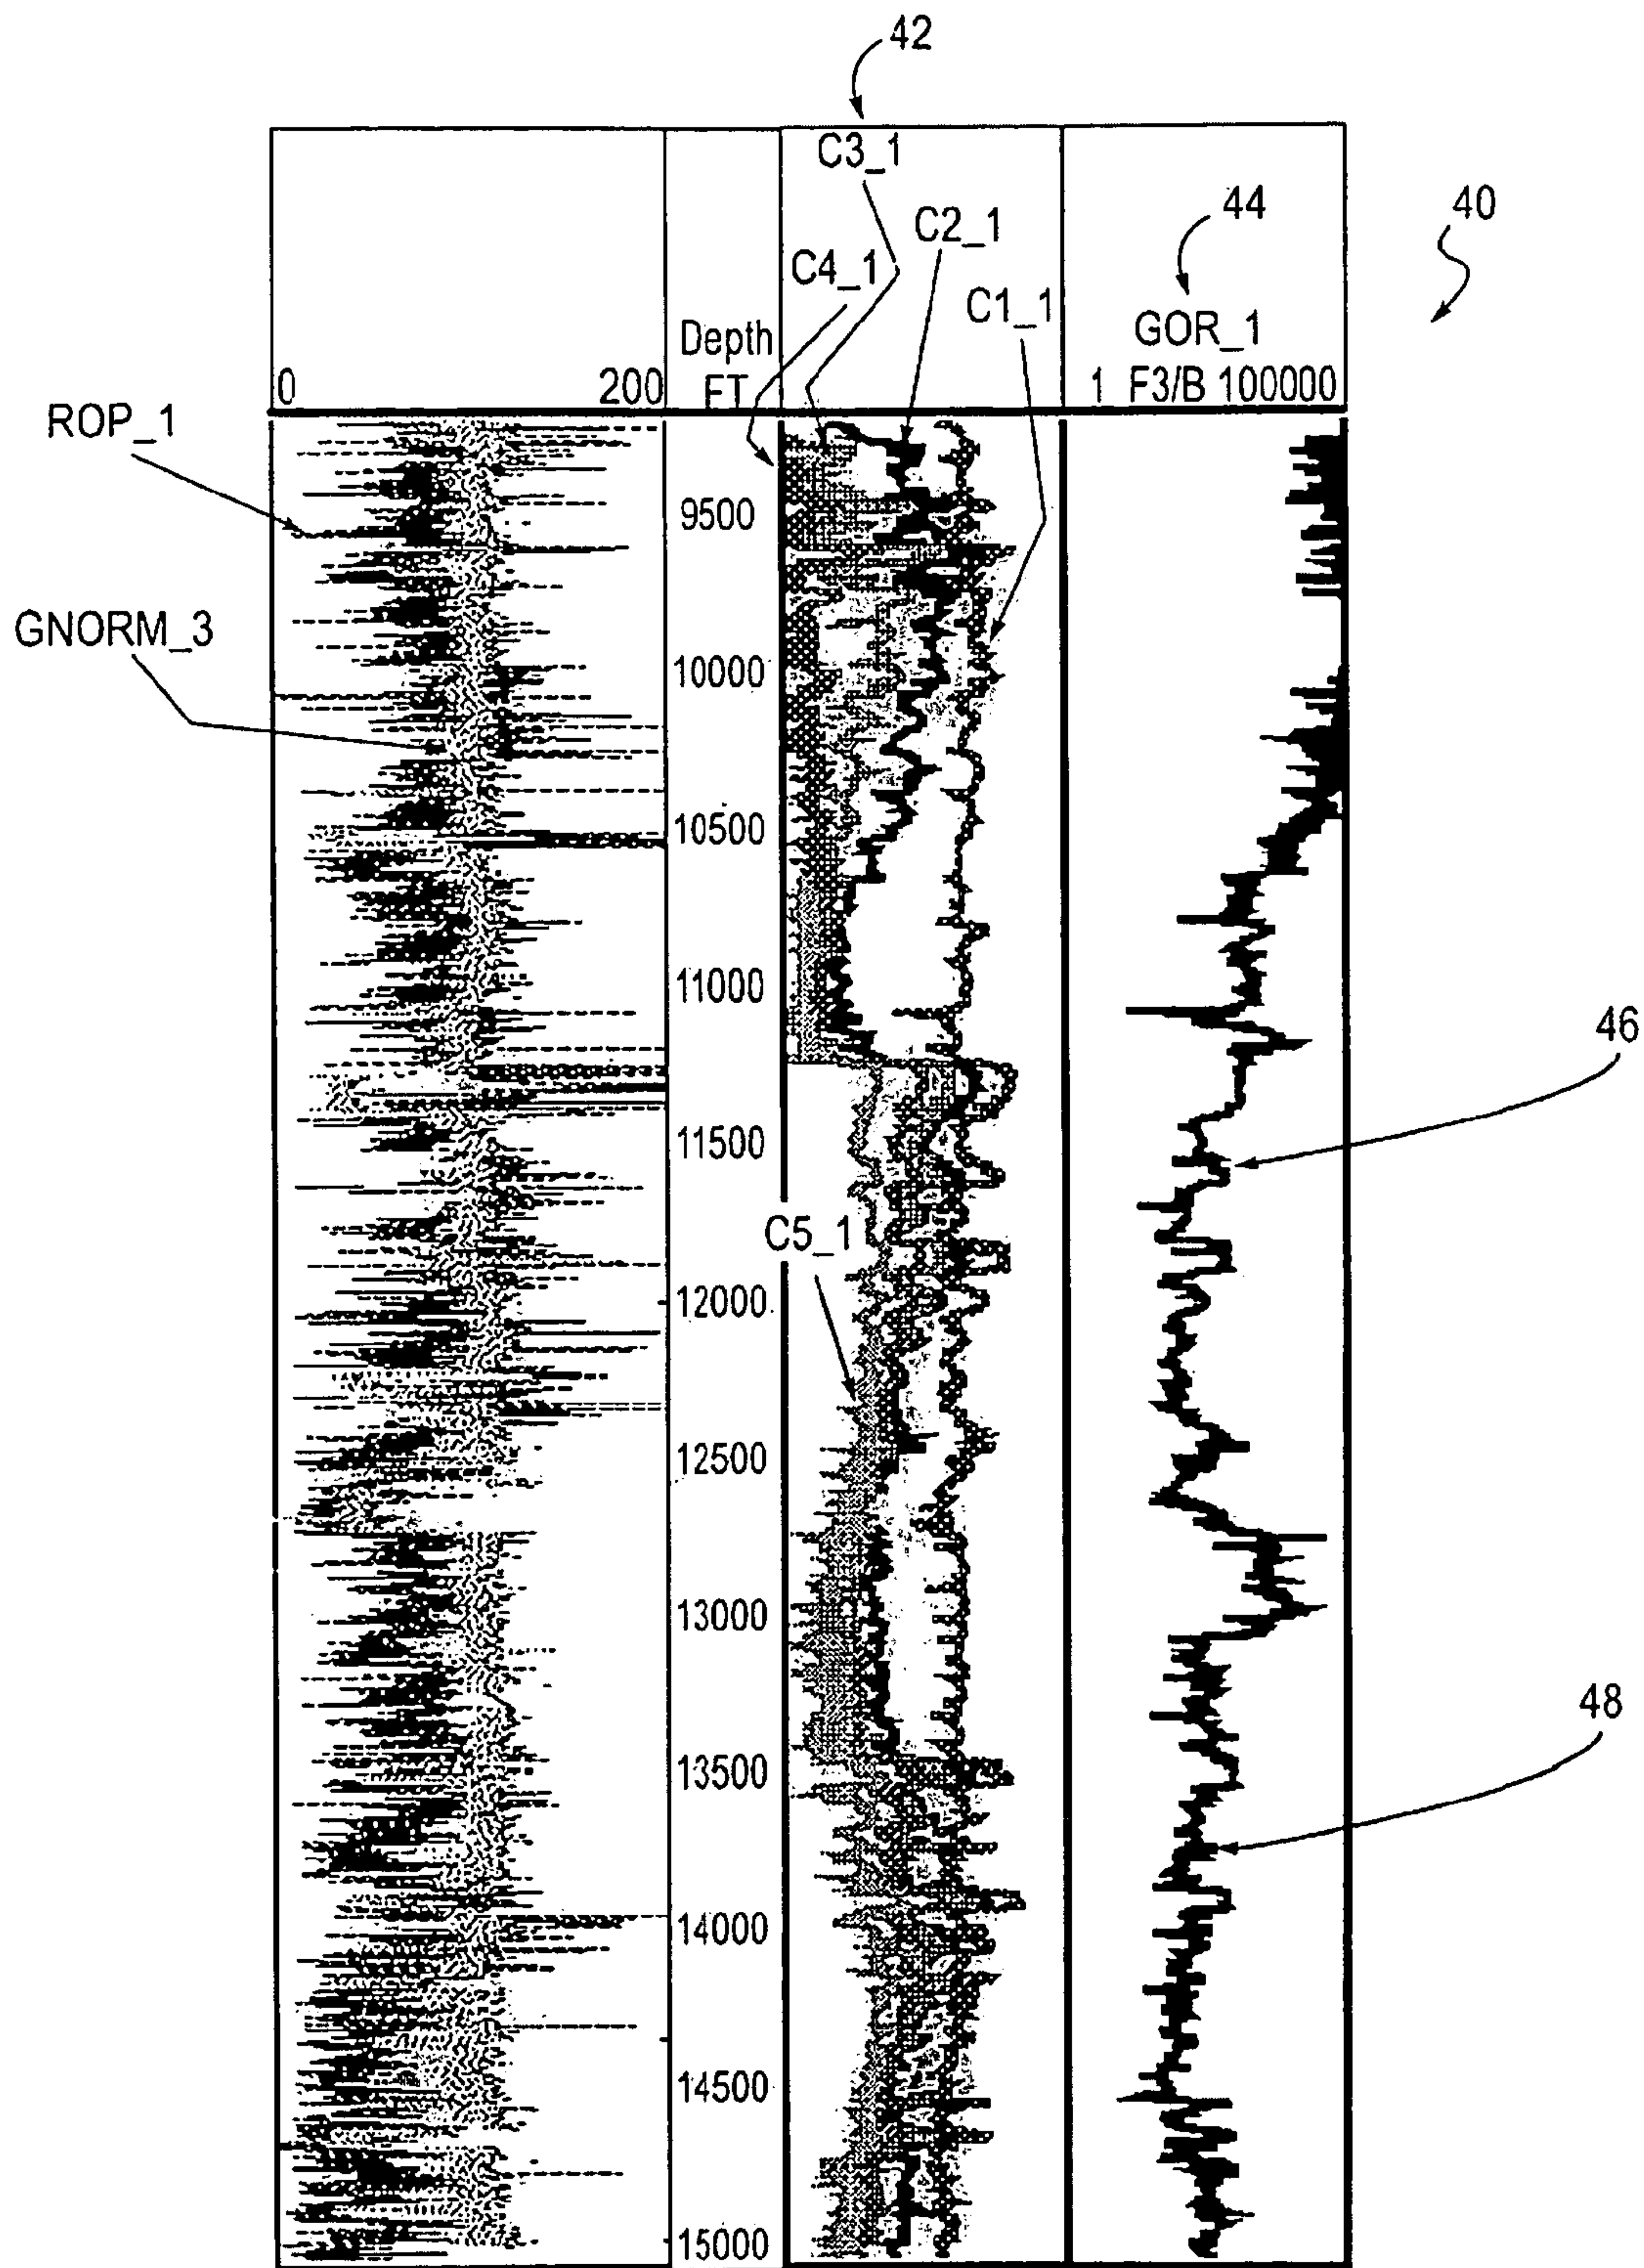 42
C3_1
44
40
C2_1
C4_1
C1_1
Depth
GOR_1
0 200
FT
1 F3/B 100000
ROP_1
9500
GNORM_3
10000
10500
11000
46
11500
C5_1
12000
12500
13000
48
13500
14000
14500
15000